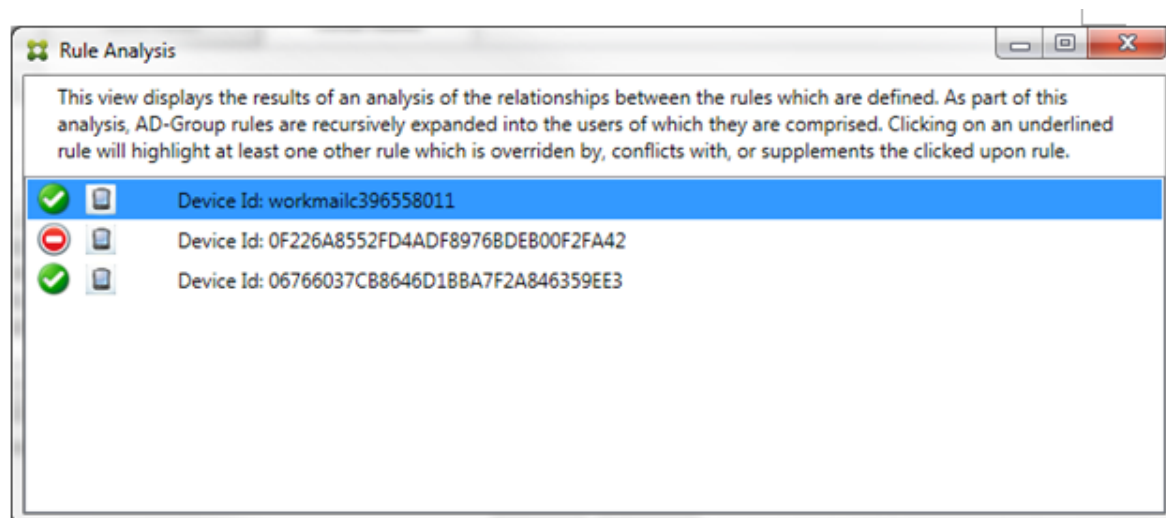 Rule Analysis
This view displays the results of an analysis of the relationships between the rules which are defined. As part of this
analysis, AD-Group rules are recursively expanded into the users of which they are comprised. Clicking on an underlined
rule will highlight at least one other rule which is overriden by, conflicts with, or supplements the clicked upon rule.
Device Id: workmailc396558011
Device Id: 0F226A8552FD4ADF8976BDEB00F2FA42
Device Id: 06766037CB8646D1BBA7F2A846359EE3